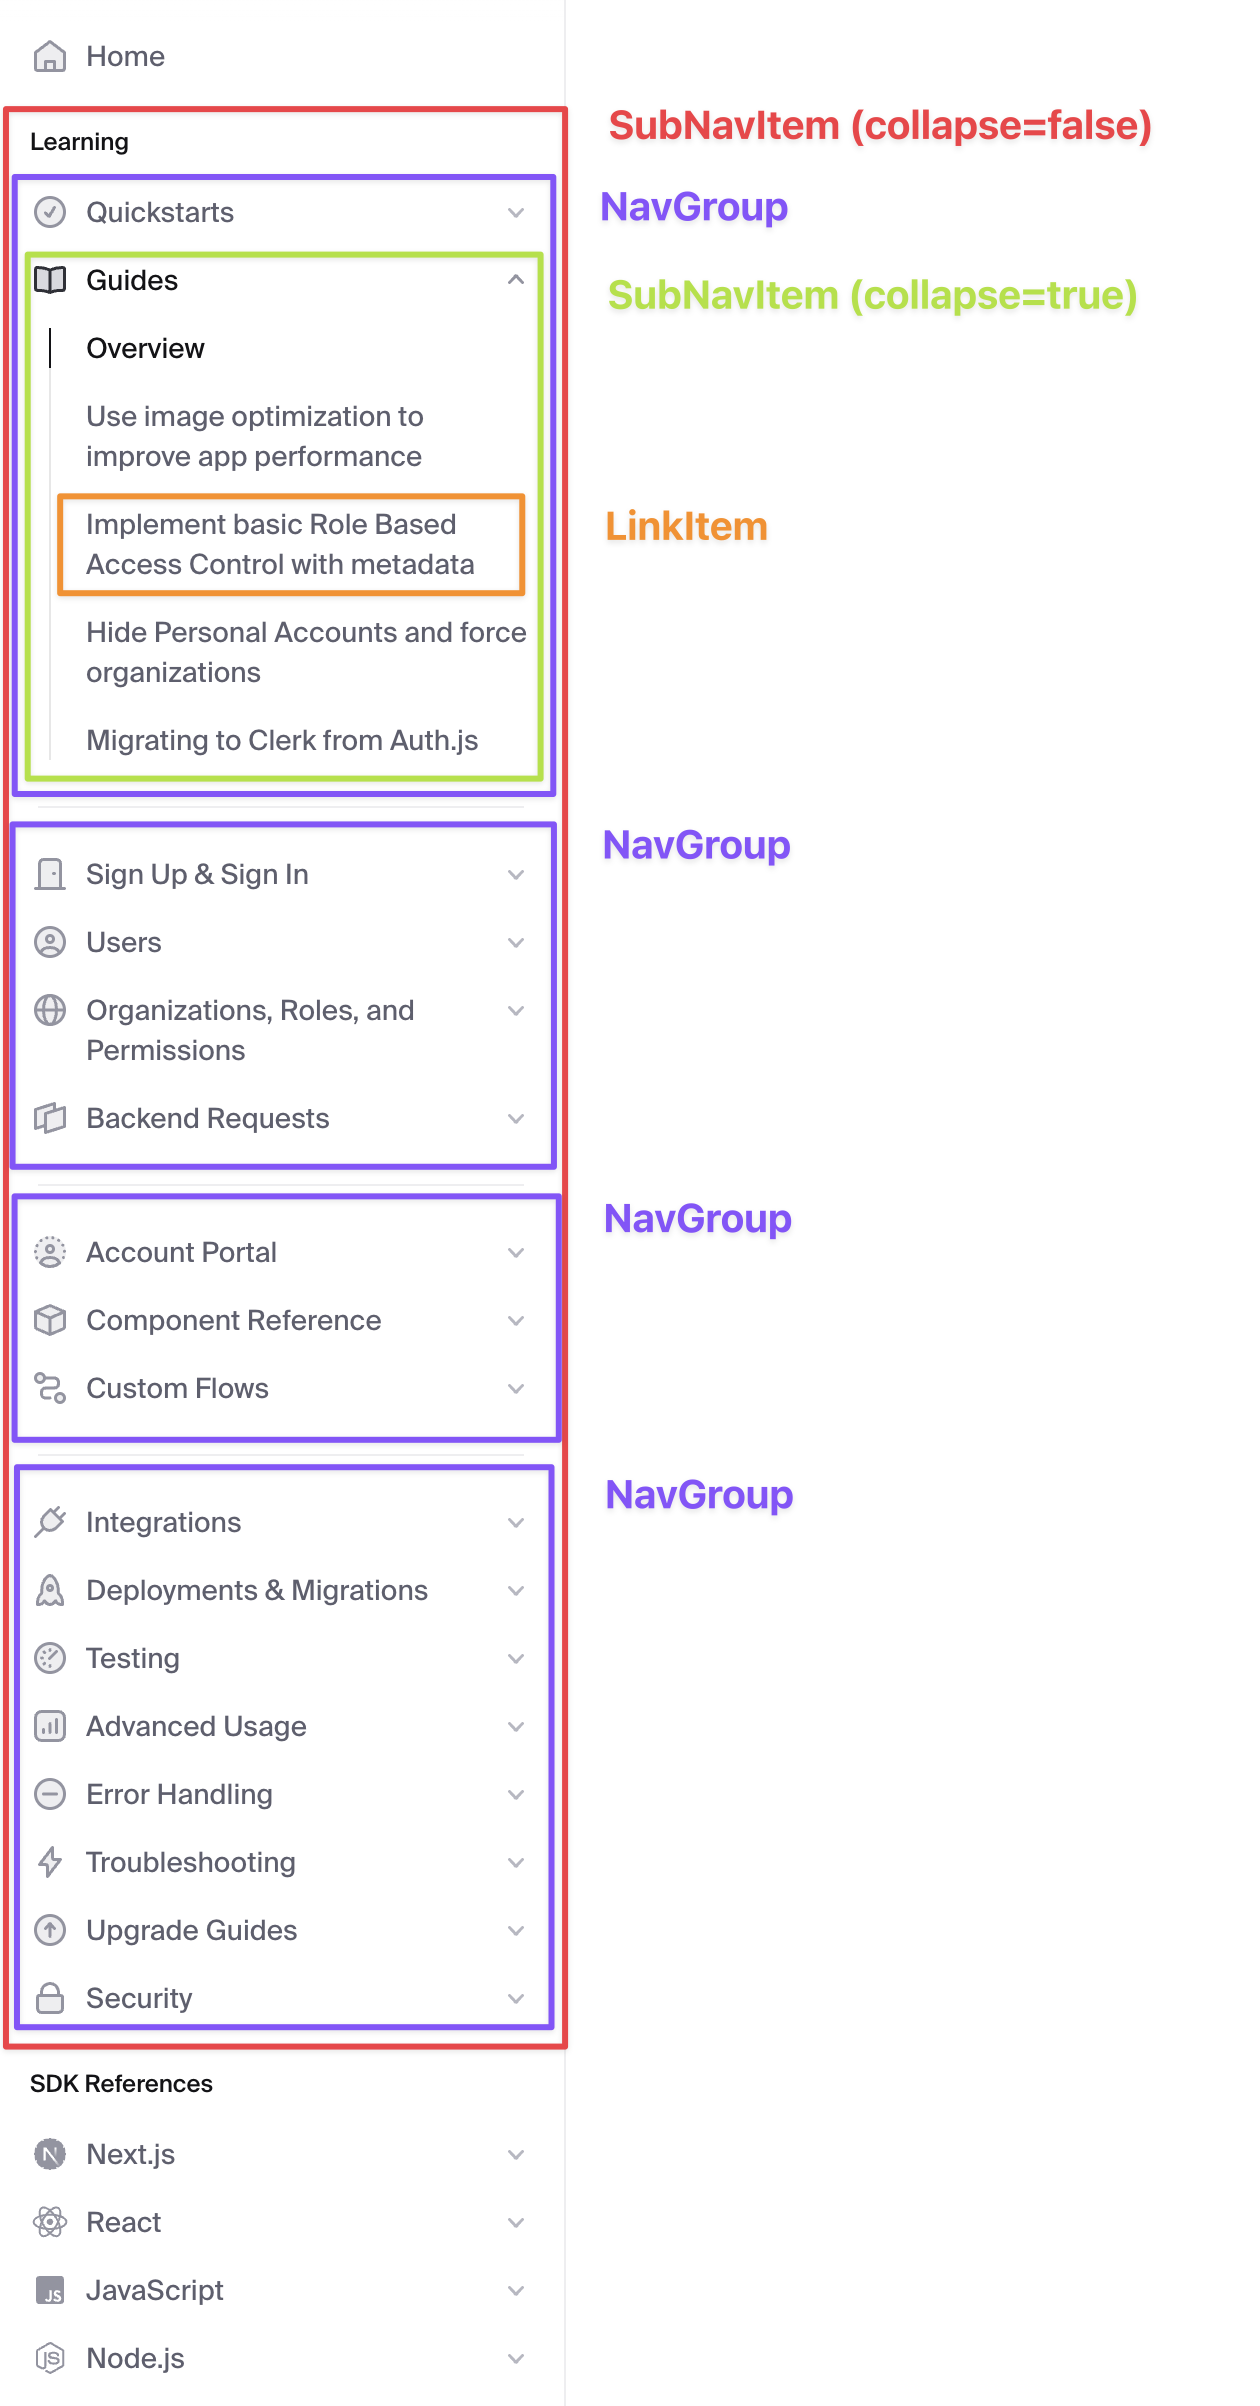 Home
Learning
SubNavItem (collapse=false)
Quickstarts
NavGroup
Guides
SubNavItem (collapse=true)
Overview
Use image optimization to
improve app performance
Implement basic Role Based
Access Control with metadata
LinkItem
Hide Personal Accounts and force
organizations
Migrating to Clerk from Auth.js
NavGroup
Sign Up & Sign In
Users
Organizations, Roles, and
Permissions
Backend Requests
NavGroup
Account Portal
Component Reference
Custom Flows
NavGroup
Integrations
Deployments & Migrations
Testing
Advanced Usage
Error Handling
Troubleshooting
Upgrade Guides
Security
SDK References
N Next.js
React
JS JavaScript
JS Node.js